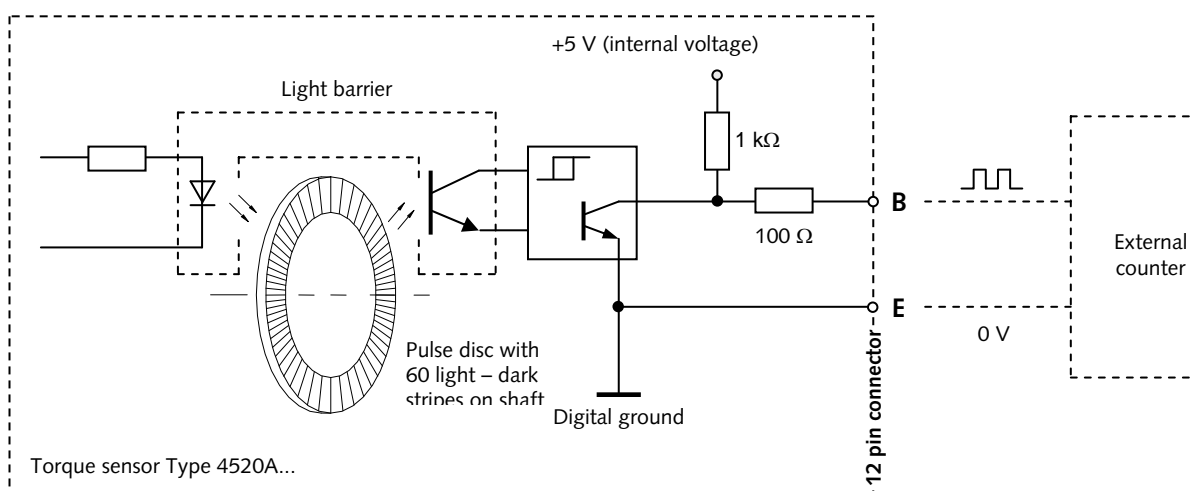 +5 V (internal voltage)
Light barrier
1 kΩ
100 Ω
B
External
counter
E
0 V
Pulse disc with
60 light – dark
stripes on shaft
Digital ground
12 pin connector
Torque sensor Type 4520A...